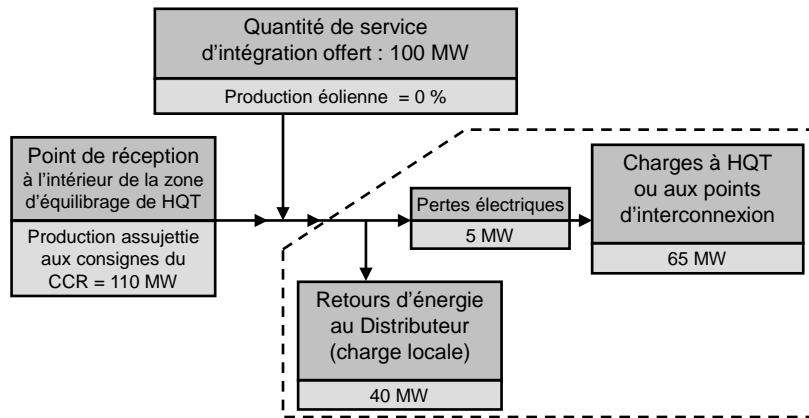 Quantité de service
d'intégration offert : 100 MW
Production éolienne = 0 %
Point de réception
à l'intérieur de la zone
d'équilibrage de HQT
Production assujettie
aux consignes du
CCR = 110 MW
Pertes électriques
5 MW
Charges à HQT
ou aux points
d'interconnexion
65 MW
Retours d'énergie
au Distributeur
(charge locale)
40 MW